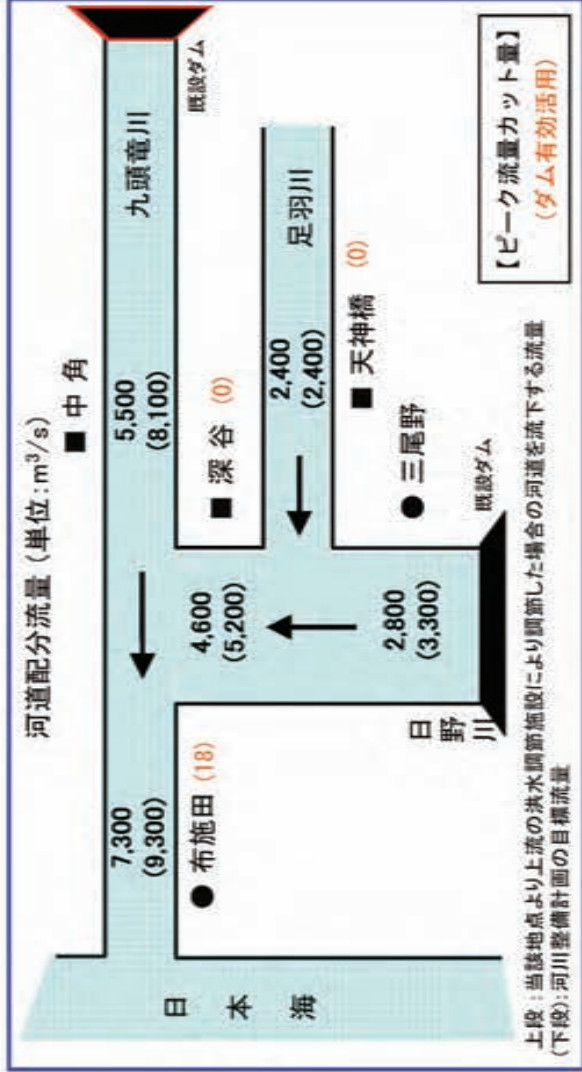 河道配分流量 (単位:m³/s)
■ 中角
九頭竜川
既設ダム
5,500
(8,100)
7,300
(9,300)
■ 深谷 (0)
足羽川
2,400
(2,400)
■ 天神橋 (0)
4,600
(5,200)
● 布施田 (18)
● 三尾野
2,800
(3,300)
既設ダム
日野川
日本海
【ピーク流量カット量】
(ダム有効活用)
上段:当該地点より上流の洪水調節施設により調節した場合の河道を流下する流量
(下段):河川整備計画の目標流量